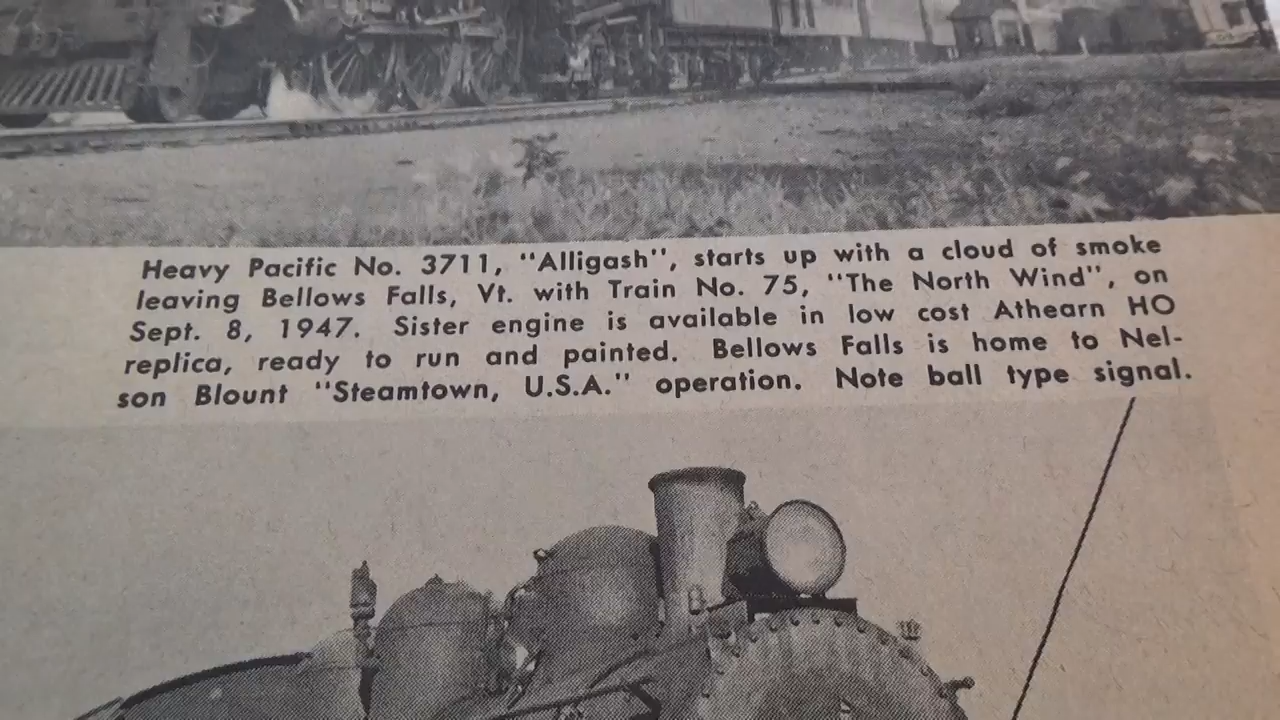 Heavy Pacific No. 3711, "Alligash", starts up with a cloud of smoke
leaving Bellows Falls, Vt. with Train No. 75, "The North Wind", on
Sept. 8, 1947. Sister engine is available in low cost Athearn HO
replica, ready to run and painted. Bellows Falls is home to Nel-
son Blount "Steamtown, U.S.A." operation. Note ball type signal.